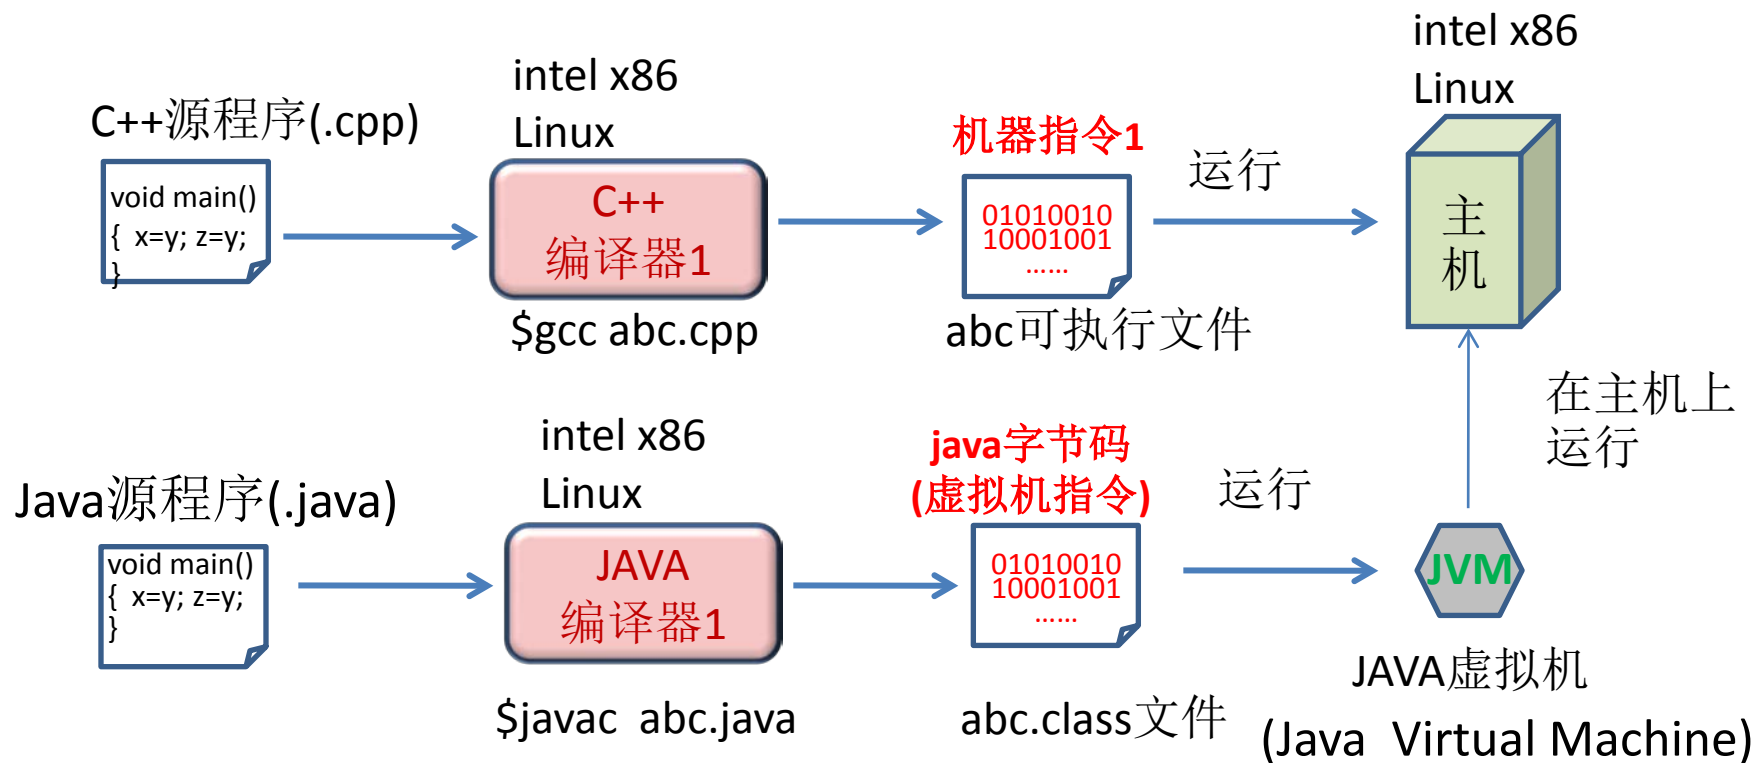 intel x86
Linux
intel x86
Linux
C++源程序(.cpp)
void main()
{ x=y; z=y;
}
C++
编译器1
$gcc abc.cpp
机器指令1
01010010
10001001
......
abc可执行文件
运行
主
机
在主机上
运行
intel x86
Linux
Java源程序(.java)
void main()
{ x=y; z=y;
}
JAVA
编译器1
$javac abc.java
java字节码
(虚拟机指令)
01010010
10001001
......
abc.class文件
运行
JVM
JAVA虚拟机
(Java Virtual Machine)